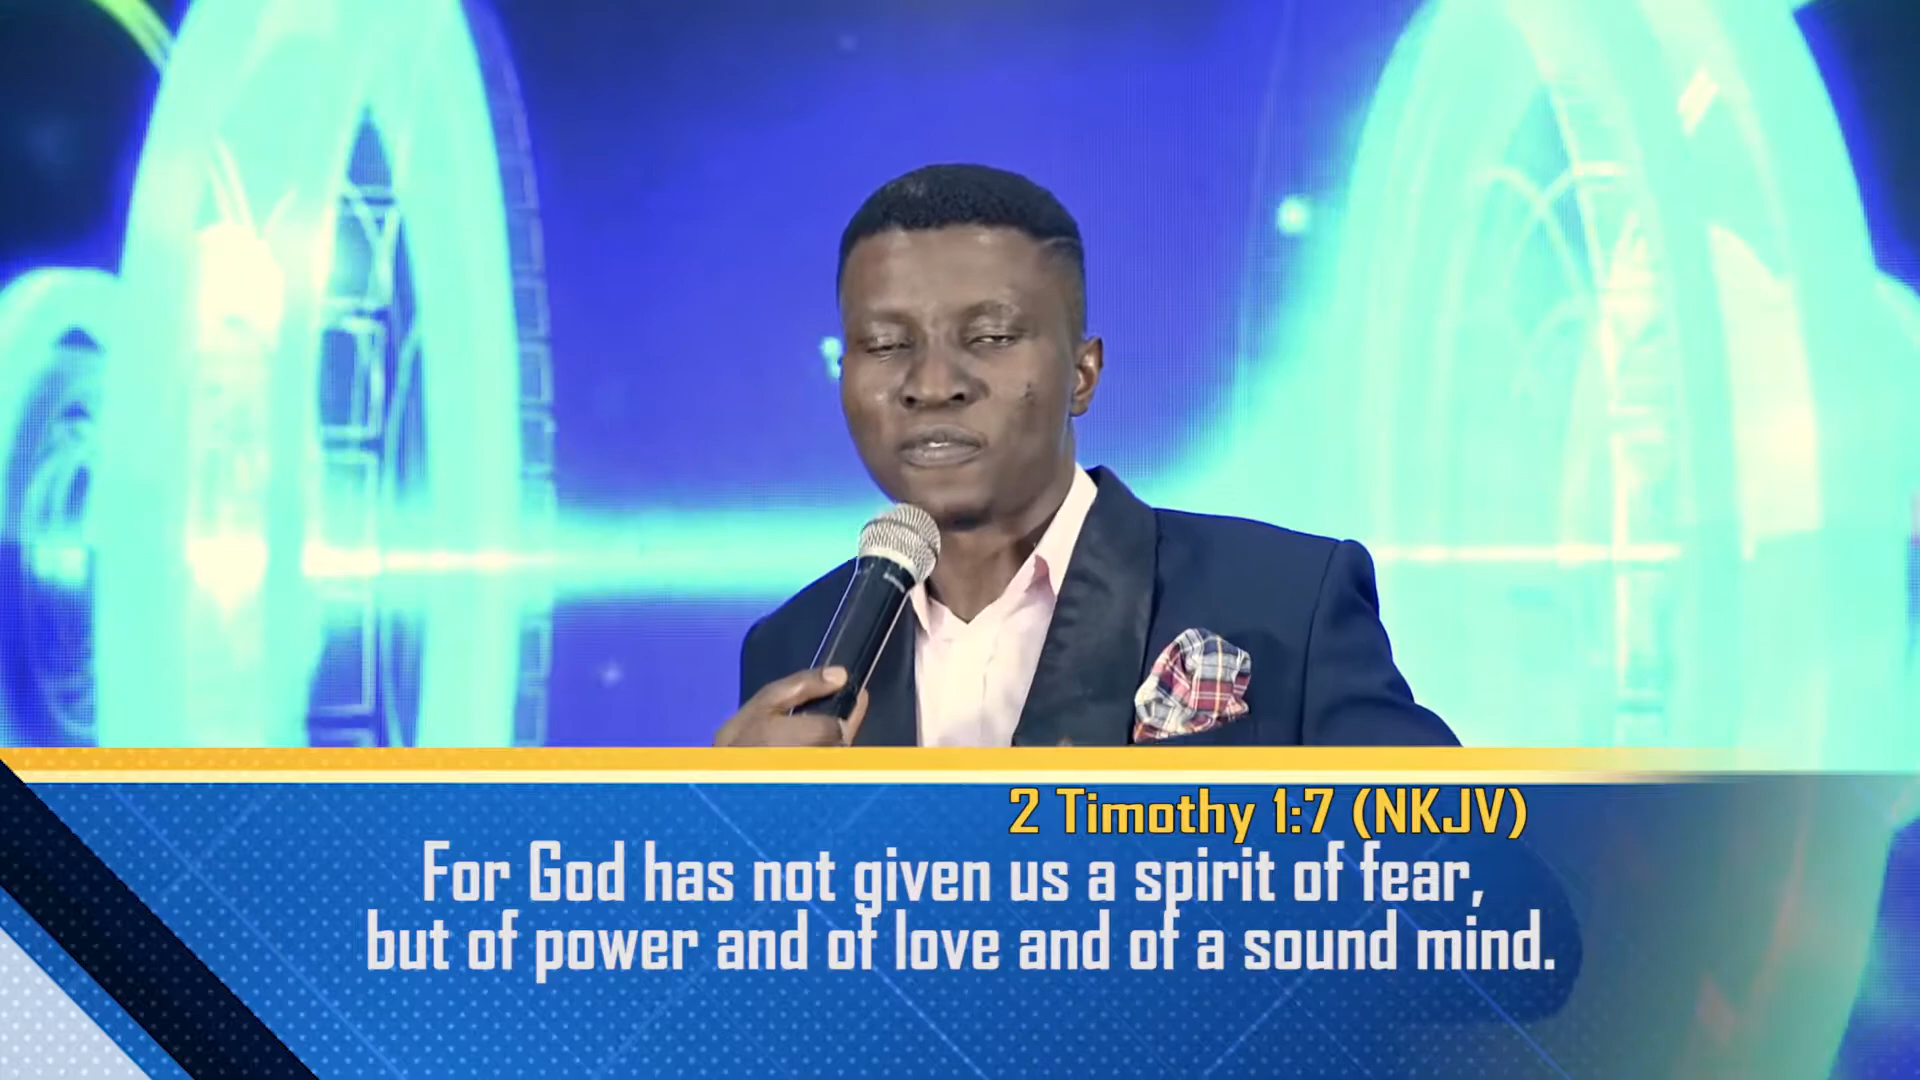 2 Timothy 1:7 (NKJV)
For God has not given us a spirit of fear,
but of power and of love and of a sound mind.